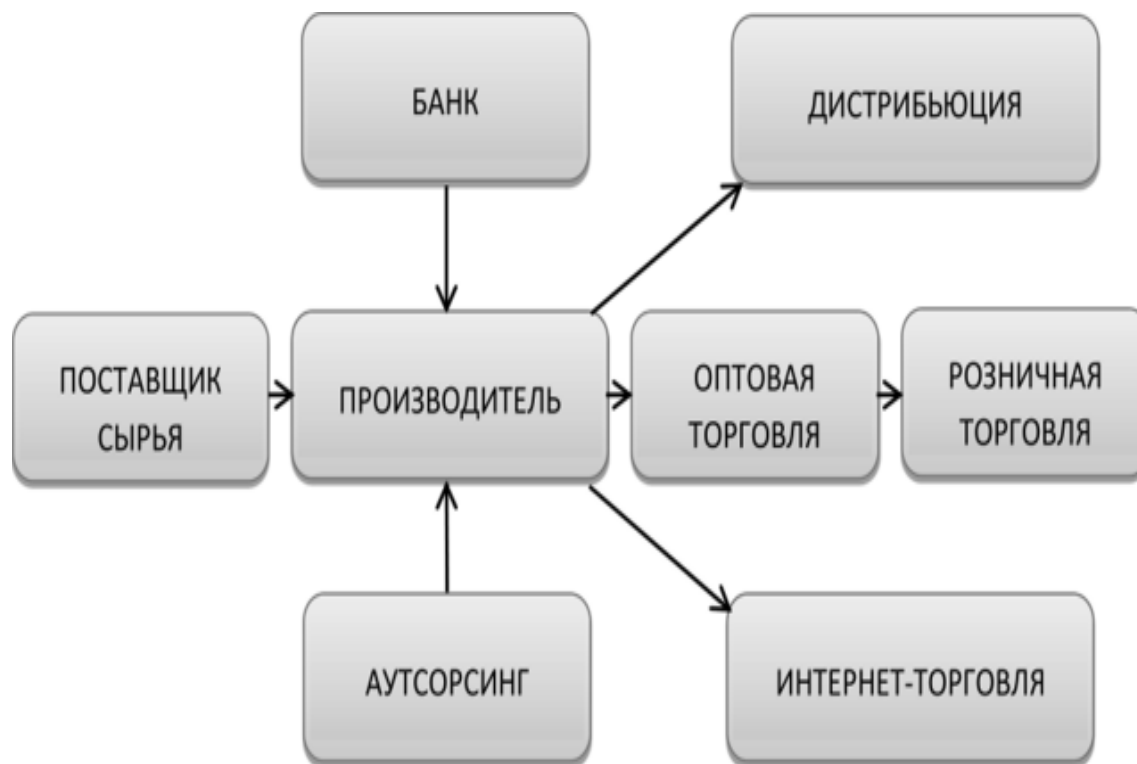 БАНК
ДИСТРИБЬЮЦИЯ
ПОСТАВЩИК
СЫРЬЯ
ПРОИЗВОДИТЕЛЬ
ОПТОВАЯ
ТОРГОВЛЯ
РОЗНИЧНАЯ
ТОРГОВЛЯ
АУТСОРСИНГ
ИНТЕРНЕТ-ТОРГОВЛЯ